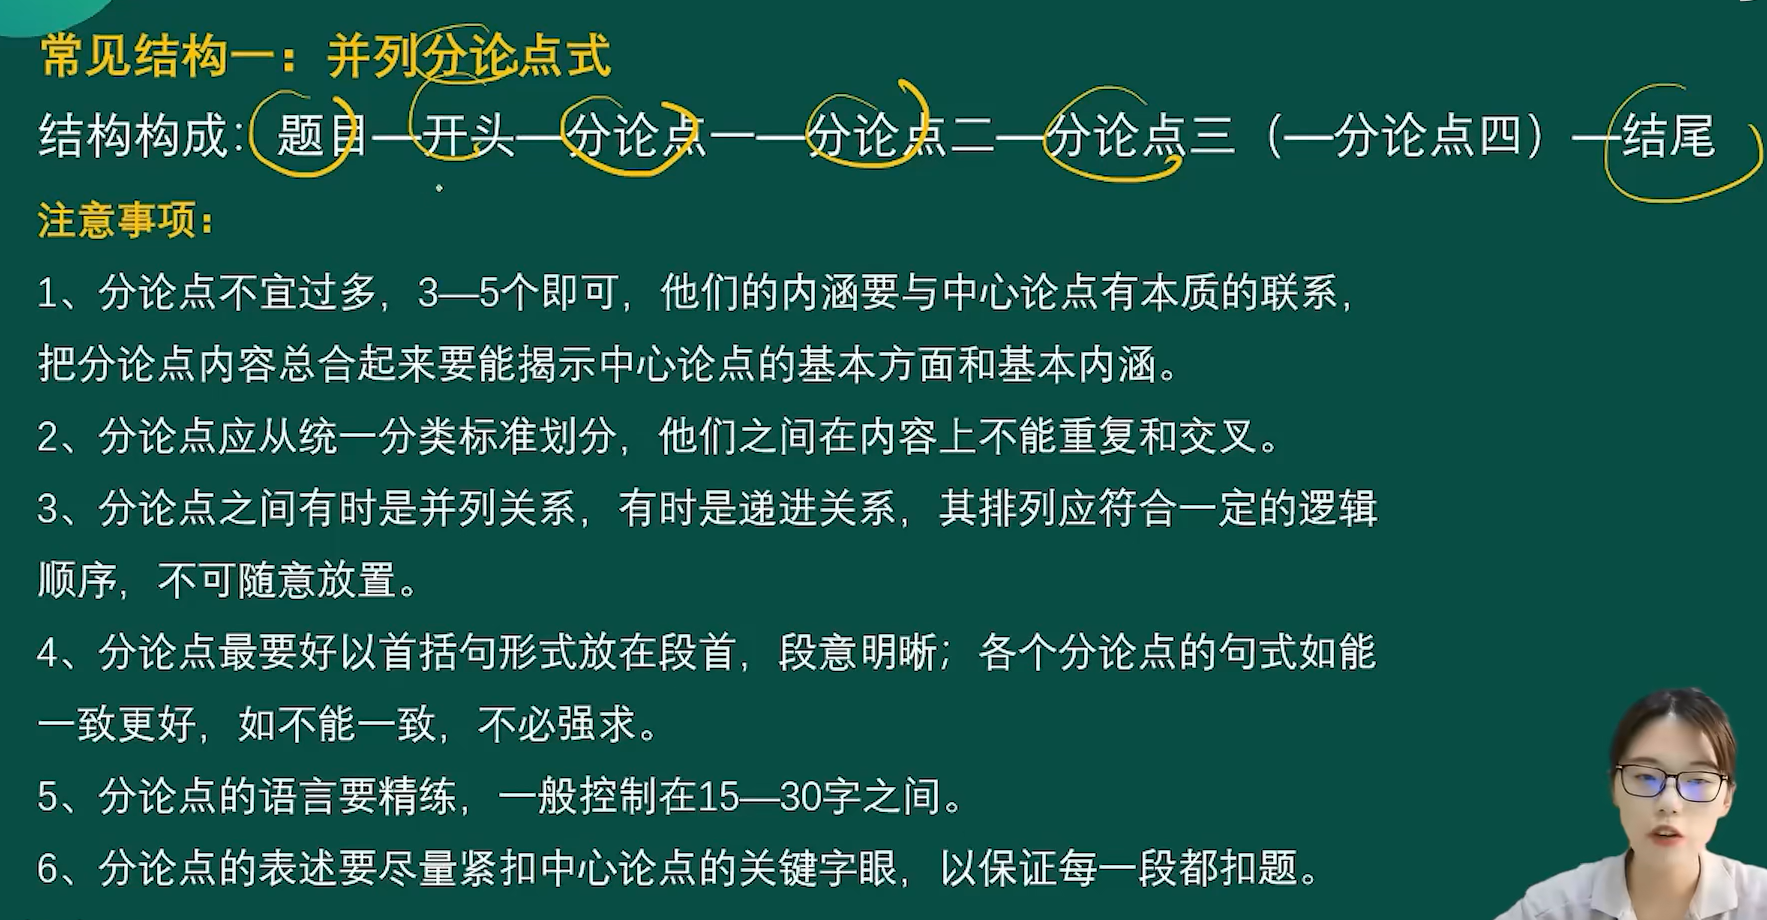 常见结构一：并列分论点式
结构构成：题目—开头—分论点一—分论点二—分论点三（—分论点四）—结尾
注意事项：
1、分论点不宜过多，3—5个即可，他们的内涵要与中心论点有本质的联系，
把分论点内容总合起来要能揭示中心论点的基本方面和基本内涵。
2、分论点应从统一分类标准划分，他们之间在内容上不能重复和交叉。
3、分论点之间有时是并列关系，有时是递进关系，其排列应符合一定的逻辑
顺序，不可随意放置。
4、分论点最要好以首括句形式放在段首，段意明晰；各个分论点的句式如能
一致更好，如不能一致，不必强求。
5、分论点的语言要精练，一般控制在15—30字之间。
6、分论点的表述要尽量紧扣中心论点的关键字眼，以保证每一段都扣题。